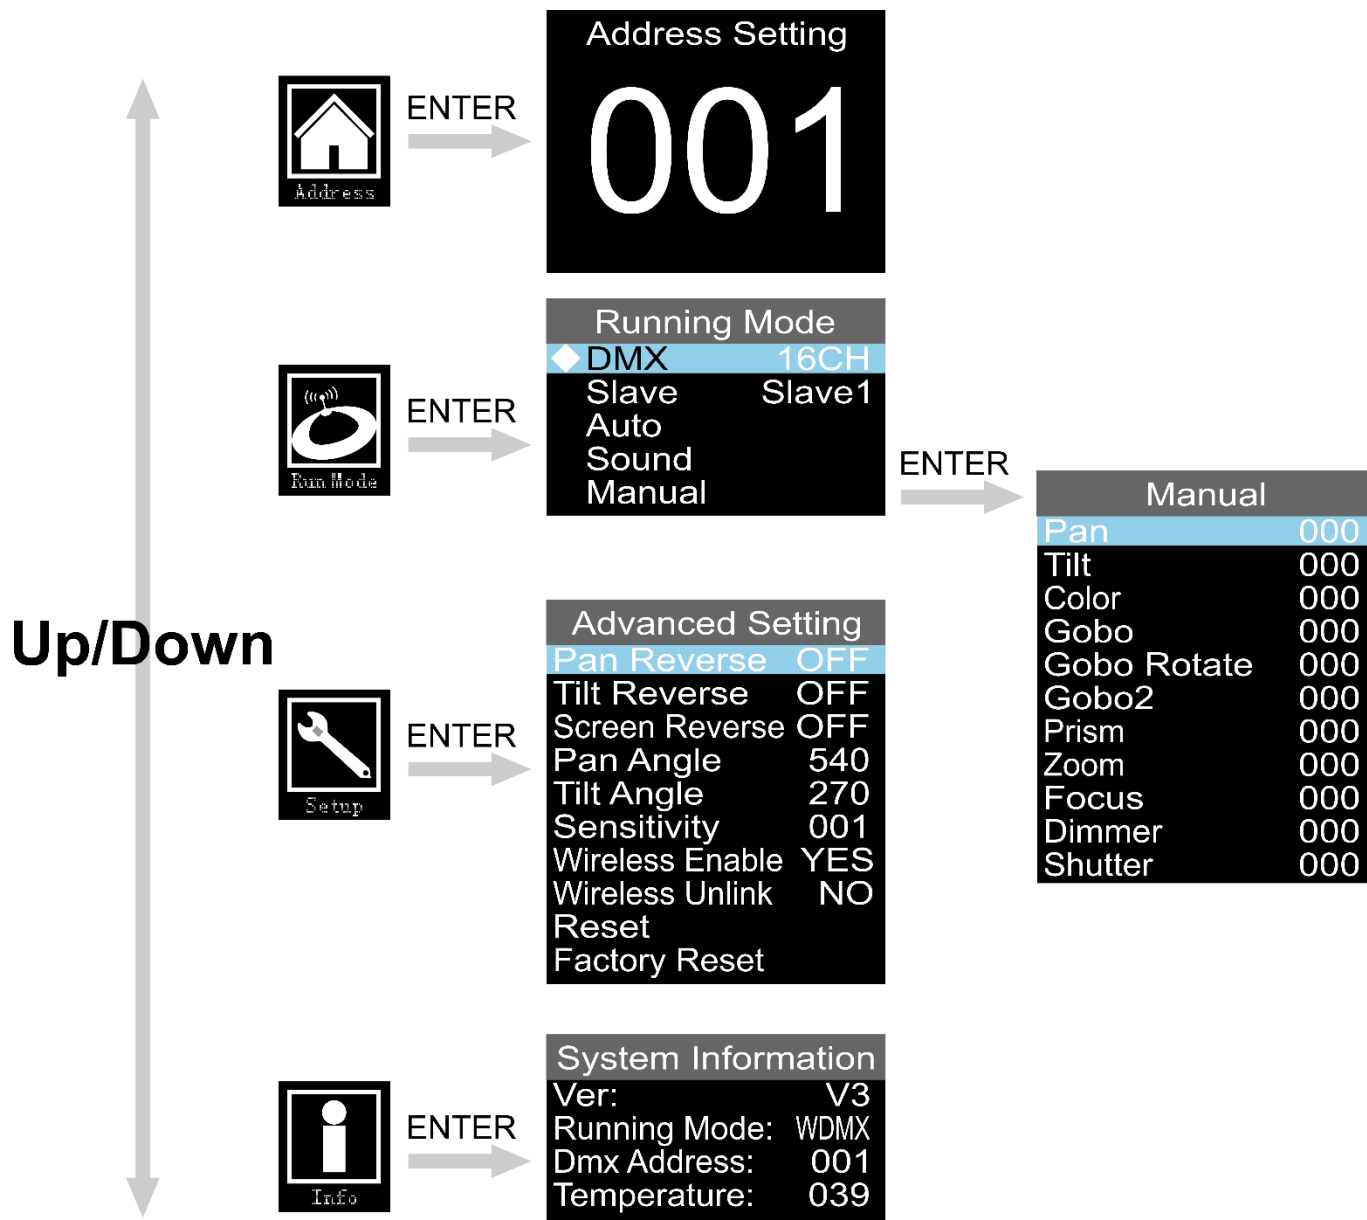 Address Setting
001
ENTER
Address
Running Mode
DMX 16CH
Slave Slave1
Auto
Sound
Manual
ENTER
Run Mode
ENTER
Manual
Pan 000
Tilt 000
Color 000
Gobo 000
Gobo Rotate 000
Gobo2 000
Prism 000
Zoom 000
Focus 000
Dimmer 000
Shutter 000
Up/Down
Advanced Setting
Pan Reverse OFF
Tilt Reverse OFF
Screen Reverse OFF
Pan Angle 540
Tilt Angle 270
Sensitivity 001
Wireless Enable YES
Wireless Unlink NO
Reset
Factory Reset
ENTER
Setup
System Information
Ver: V3
Running Mode: WDMX
Dmx Address: 001
Temperature: 039
ENTER
Info